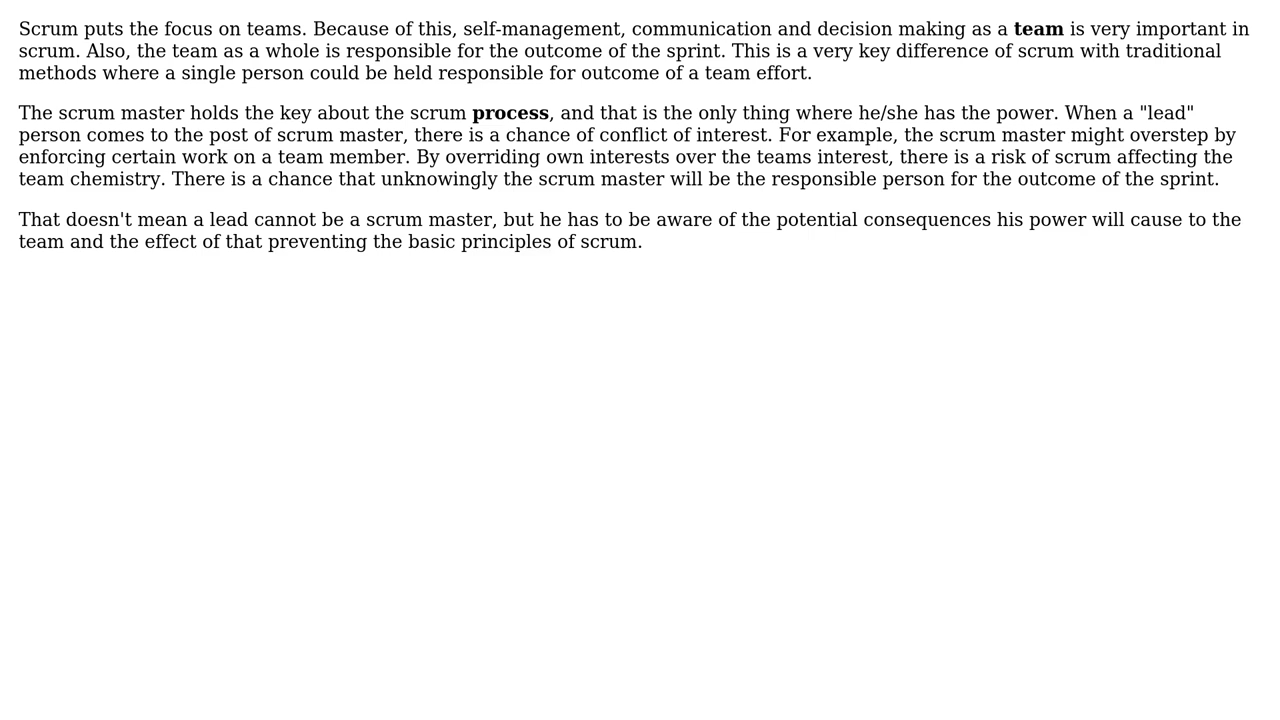 Scrum puts the focus on teams. Because of this, self-management, communication and decision making as a team is very important in
scrum. Also, the team as a whole is responsible for the outcome of the sprint. This is a very key difference of scrum with traditional
methods where a single person could be held responsible for outcome of a team effort.
The scrum master holds the key about the scrum process, and that is the only thing where he/she has the power. When a "lead"
person comes to the post of scrum master, there is a chance of conflict of interest. For example, the scrum master might overstep by
enforcing certain work on a team member. By overriding own interests over the teams interest, there is a risk of scrum affecting the
team chemistry. There is a chance that unknowingly the scrum master will be the responsible person for the outcome of the sprint.
That doesn't mean a lead cannot be a scrum master, but he has to be aware of the potential consequences his power will cause to the
team and the effect of that preventing the basic principles of scrum.